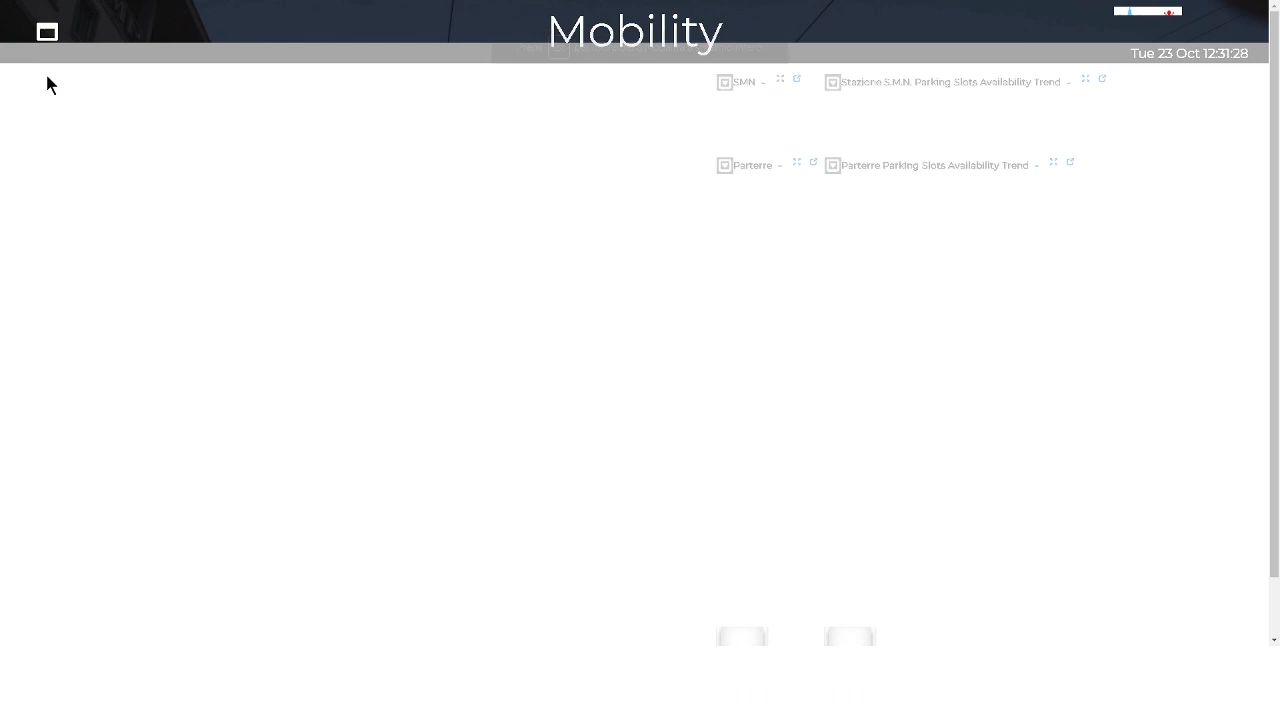 Mobility
Tue 23 Oct 12:31:28
SMN - Stazione S.M.N. Parking Slots Availability Trend -
Parterre - Parterre Parking Slots Availability Trend -